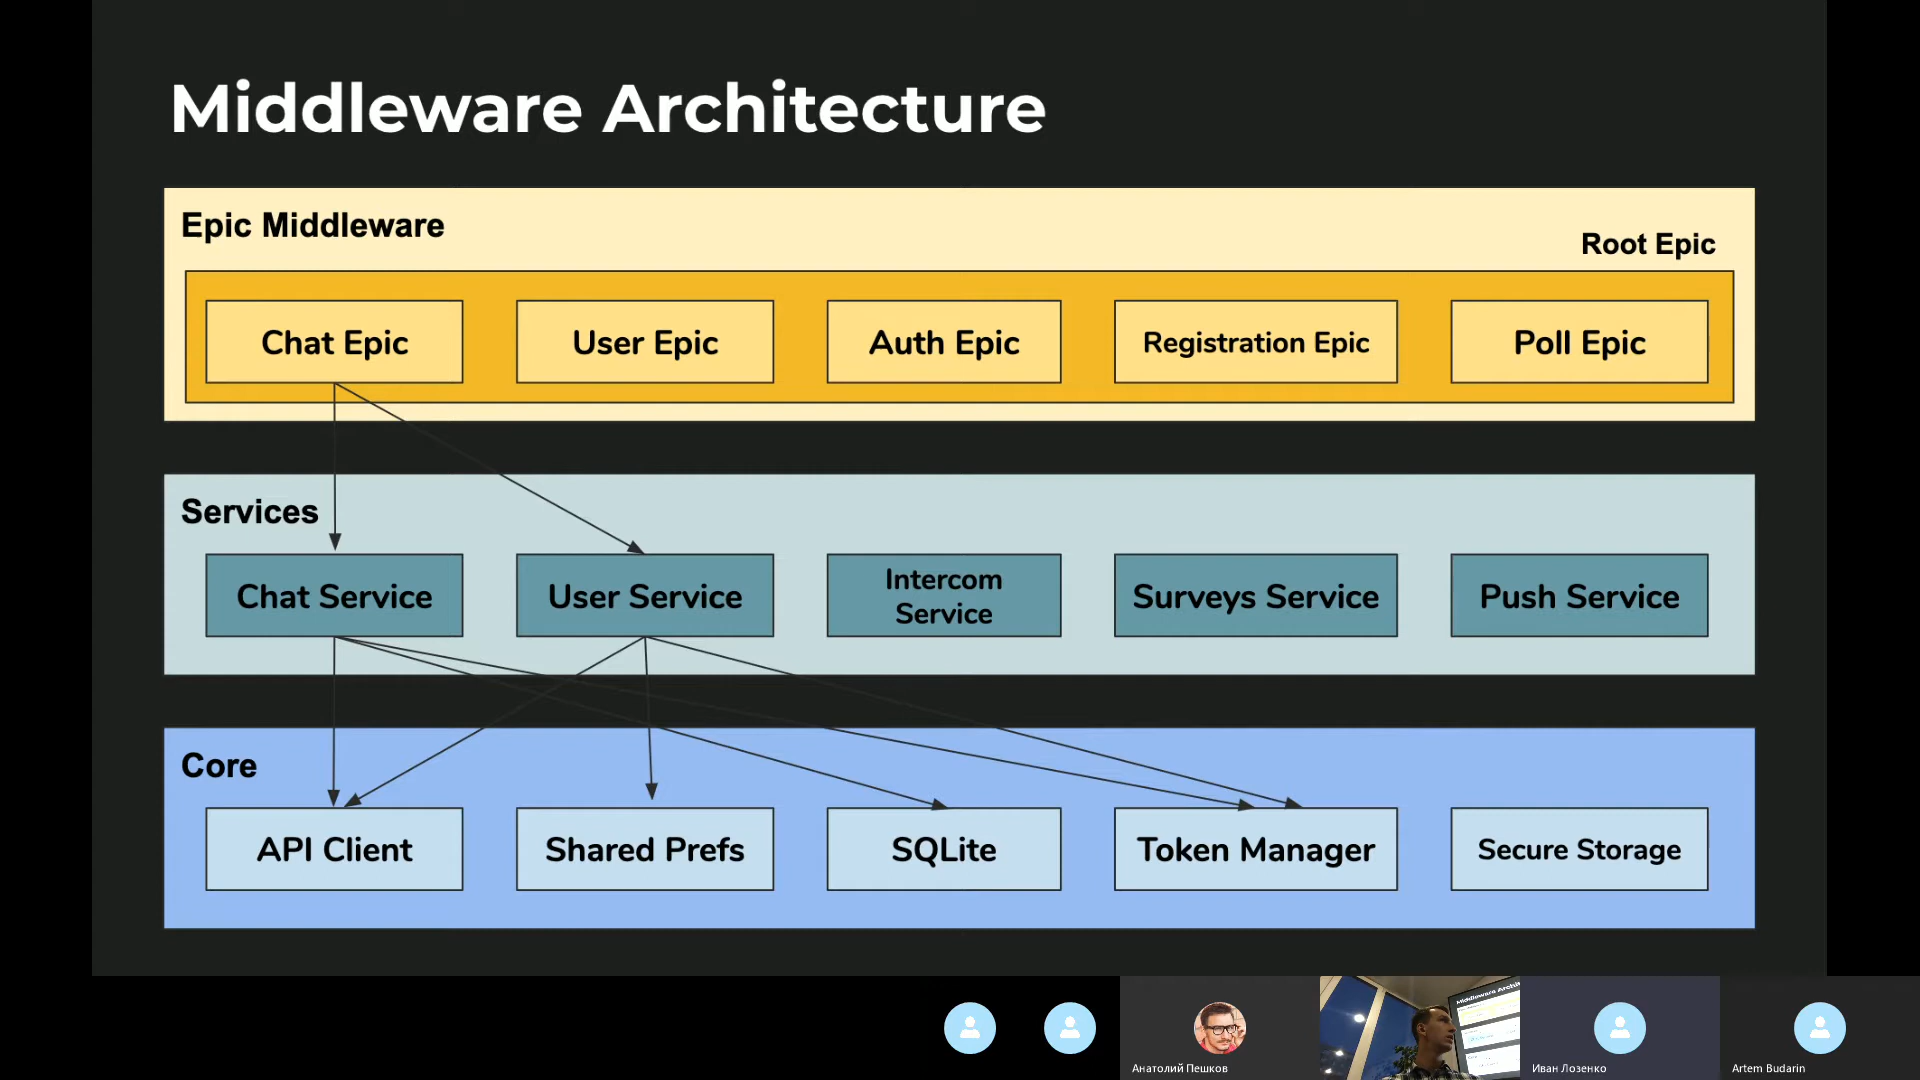 Middleware Architecture
Epic Middleware
Root Epic
Chat Epic
User Epic
Auth Epic
Registration Epic
Poll Epic
Services
Chat Service
User Service
Intercom
Service
Surveys Service
Push Service
Core
API Client
Shared Prefs
SQLite
Token Manager
Secure Storage
Middleware Archit
Анатолий Пешков
Иван Лозенко
Artem Budarin